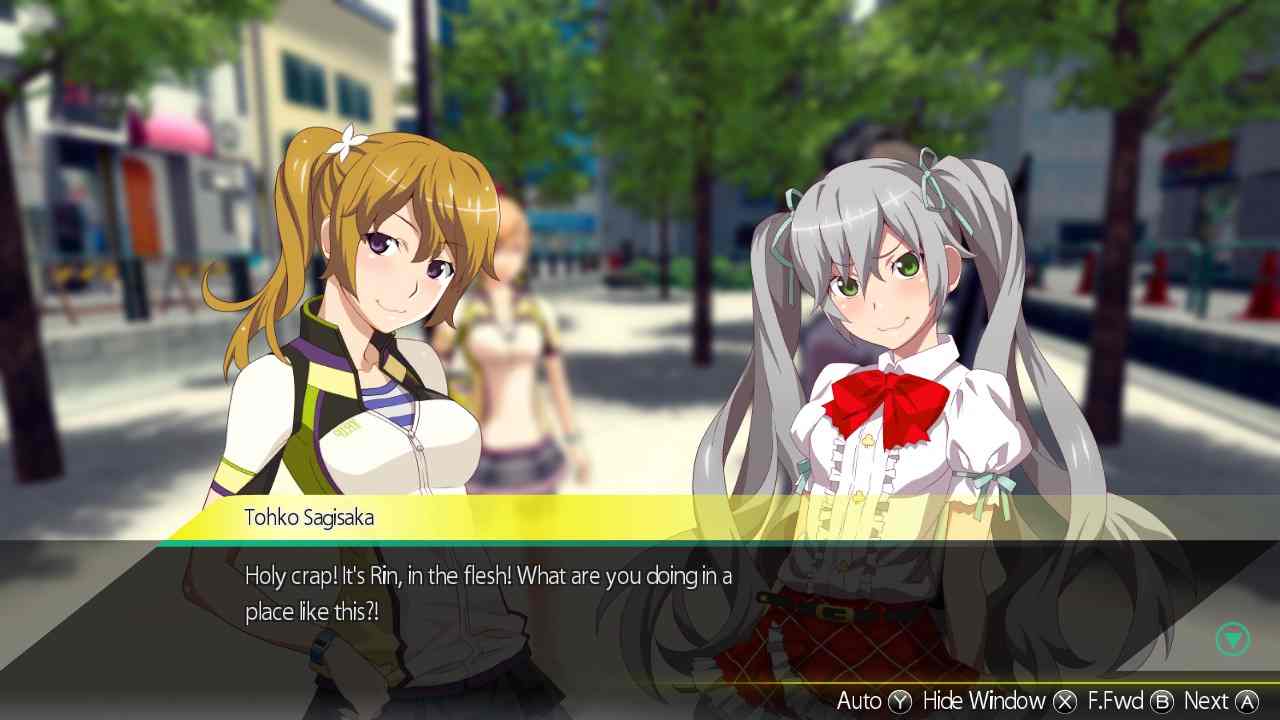 Tohko Sagisaka
Holy crap! It's Rin, in the flesh! What are you doing in a
place like this?!
Auto Y Hide Window X F.Fwd B Next A